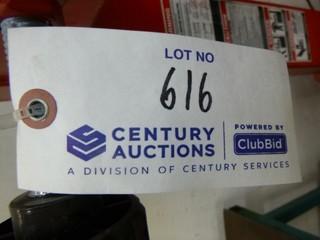 LOT NO
616
CENTURY AUCTIONS
POWERED BY
ClubBid
A DIVISION OF CENTURY SERVICES